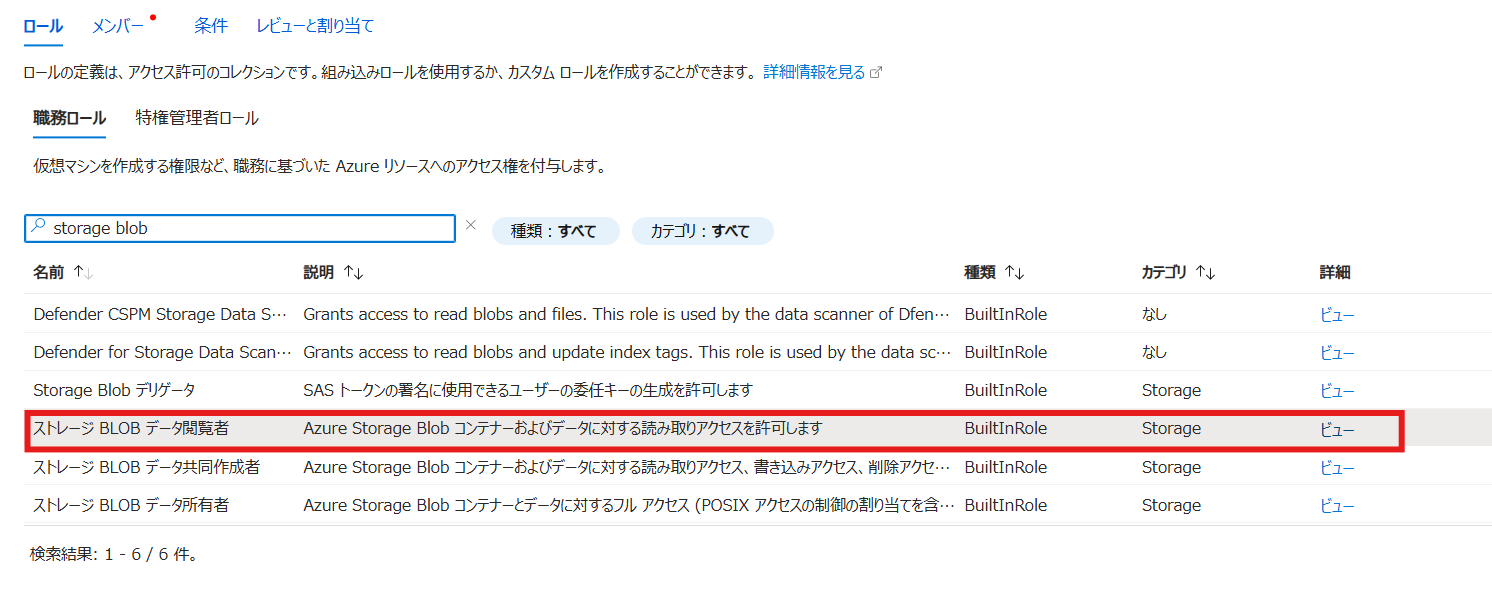 ロール メンバー 条件 レビューと割り当て
ロールの定義は、アクセス許可のコレクションです。組み込みロールを使用するか、カスタム ロールを作成することができます。 詳細情報を見る
職務ロール 特権管理者ロール
仮想マシンを作成する権限など、職務に基づいた Azure リソースへのアクセス権を付与します。
storage blob × 種類 : すべて カテゴリ : すべて
名前 ↑↓ 説明 ↑↓ 種類 ↑↓ カテゴリ ↑↓ 詳細
Defender CSPM Storage Data S… Grants access to read blobs and files. This role is used by the data scanner of Dfen… BuiltInRole なし ビュー
Defender for Storage Data Scan… Grants access to read blobs and update index tags. This role is used by the data sc… BuiltInRole なし ビュー
Storage Blob デリゲータ SAS トークンの署名に使用できるユーザーの委任キーの生成を許可します BuiltInRole Storage ビュー
ストレージ BLOB データ閲覧者 Azure Storage Blob コンテナーおよびデータに対する読み取りアクセスを許可します BuiltInRole Storage ビュー
ストレージ BLOB データ共同作成者 Azure Storage Blob コンテナーおよびデータに対する読み取りアクセス、書き込みアクセス、削除アクセ… BuiltInRole Storage ビュー
ストレージ BLOB データ所有者 Azure Storage Blob コンテナーとデータに対するフル アクセス (POSIX アクセスの制御の割り当てを含… BuiltInRole Storage ビュー
検索結果: 1 - 6 / 6 件。